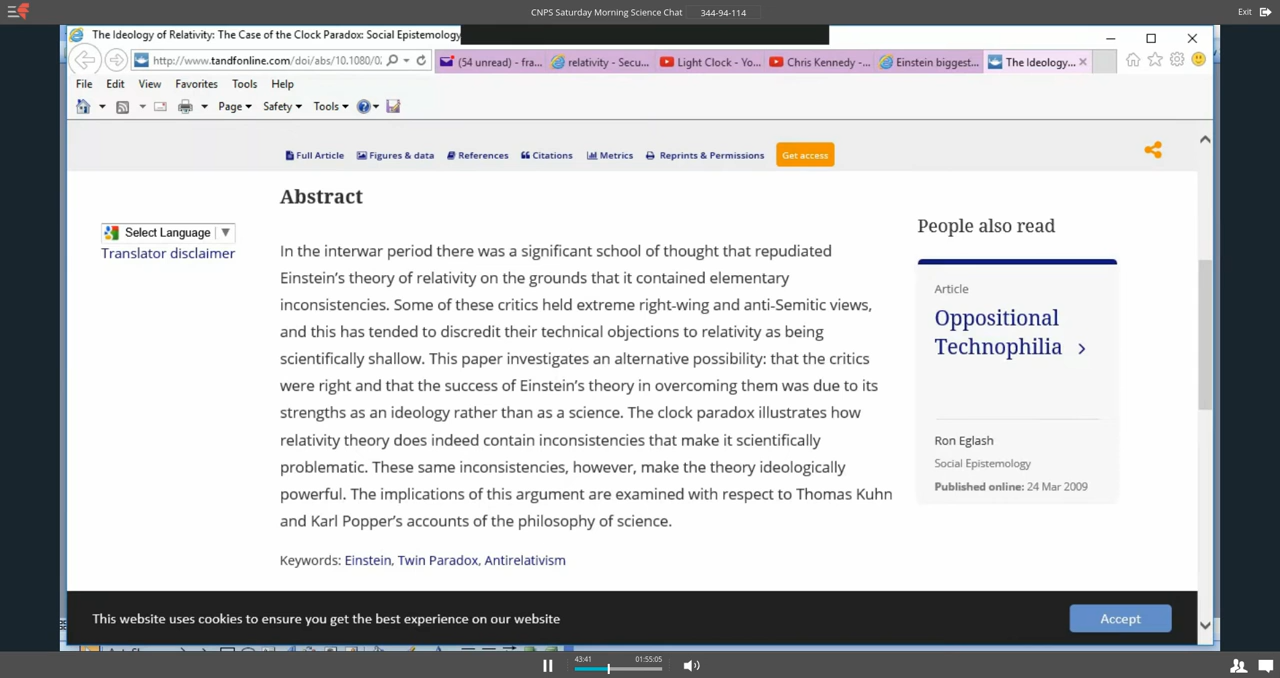 CNPS Saturday Morning Science Chat 344-94-114
Exit
The Ideology of Relativity: The Case of the Clock Paradox: Social Epistemology
http://www.tandfonline.com/doi/abs/10.1080/0
(54 unread) - fra...
relativity - Secu...
Light Clock - Yo...
Chris Kennedy -...
Einstein biggest...
The Ideology...
File Edit View Favorites Tools Help
Page Safety Tools
Full Article Figures & data References Citations Metrics Reprints & Permissions Get access
Abstract
Select Language
Translator disclaimer
In the interwar period there was a significant school of thought that repudiated
Einstein’s theory of relativity on the grounds that it contained elementary
inconsistencies. Some of these critics held extreme right-wing and anti-Semitic views,
and this has tended to discredit their technical objections to relativity as being
scientifically shallow. This paper investigates an alternative possibility: that the critics
were right and that the success of Einstein’s theory in overcoming them was due to its
strengths as an ideology rather than as a science. The clock paradox illustrates how
relativity theory does indeed contain inconsistencies that make it scientifically
problematic. These same inconsistencies, however, make the theory ideologically
powerful. The implications of this argument are examined with respect to Thomas Kuhn
and Karl Popper’s accounts of the philosophy of science.
Keywords: Einstein, Twin Paradox, Antirelativism
People also read
Article
Oppositional
Technophilia
Ron Eglash
Social Epistemology
Published online: 24 Mar 2009
This website uses cookies to ensure you get the best experience on our website
Accept
43:41 01:55:05